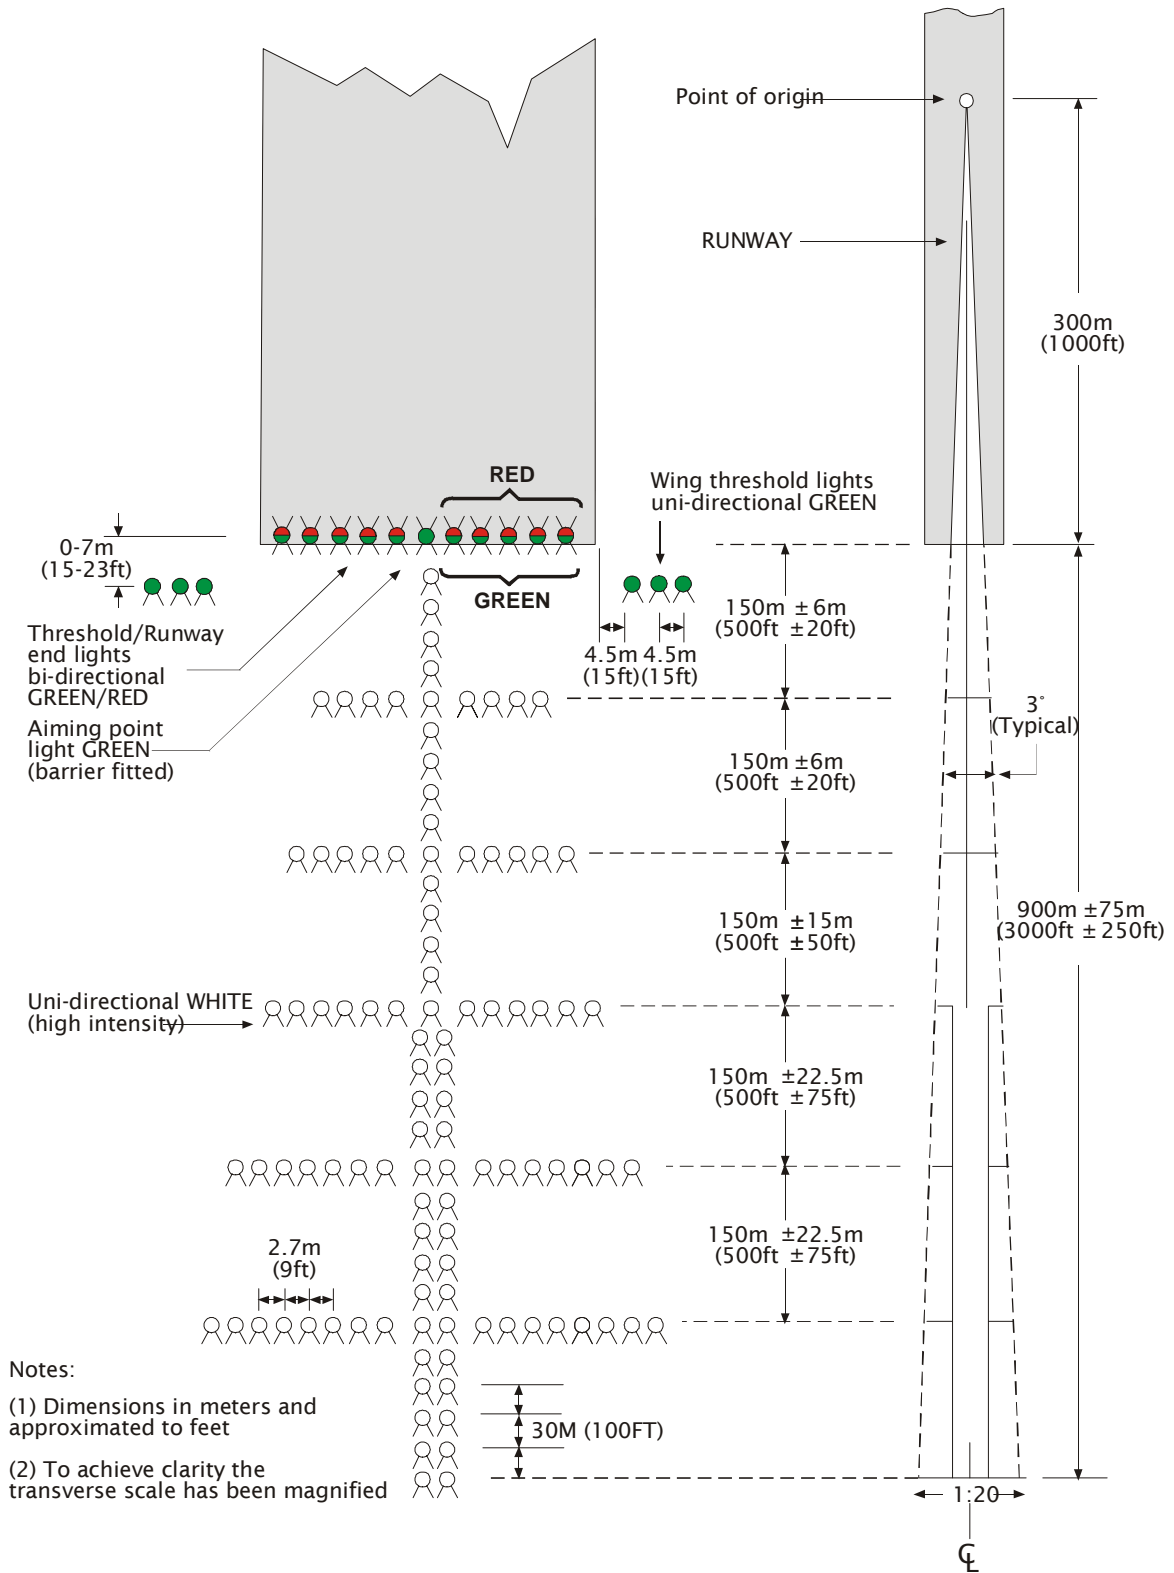 Point of origin
RUNWAY
300m
(1000ft)
RED
Wing threshold lights
uni-directional GREEN
0-7m
(15-23ft)
GREEN
150m ±6m
(500ft ±20ft)
4.5m
(15ft)
4.5m
(15ft)
Threshold/Runway
end lights
bi-directional
GREEN/RED
Aiming point
light GREEN
(barrier fitted)
3°
(Typical)
150m ±6m
(500ft ±20ft)
150m ±15m
(500ft ±50ft)
900m ±75m
(3000ft ±250ft)
Uni-directional WHITE
(high intensity)
150m ±22.5m
(500ft ±75ft)
150m ±22.5m
(500ft ±75ft)
2.7m
(9ft)
Notes:
(1) Dimensions in meters and
approximated to feet
30M (100FT)
(2) To achieve clarity the
transverse scale has been magnified
1:20
℄